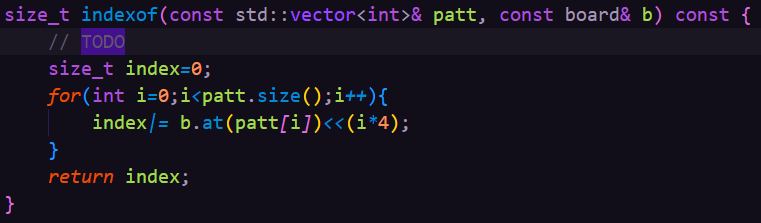 size_t indexof(const std::vector<int>& patt, const board& b) const {
    // TODO
    size_t index=0;
    for(int i=0;i<patt.size();i++){
        index|= b.at(patt[i])<<(i*4);
    }
    return index;
}